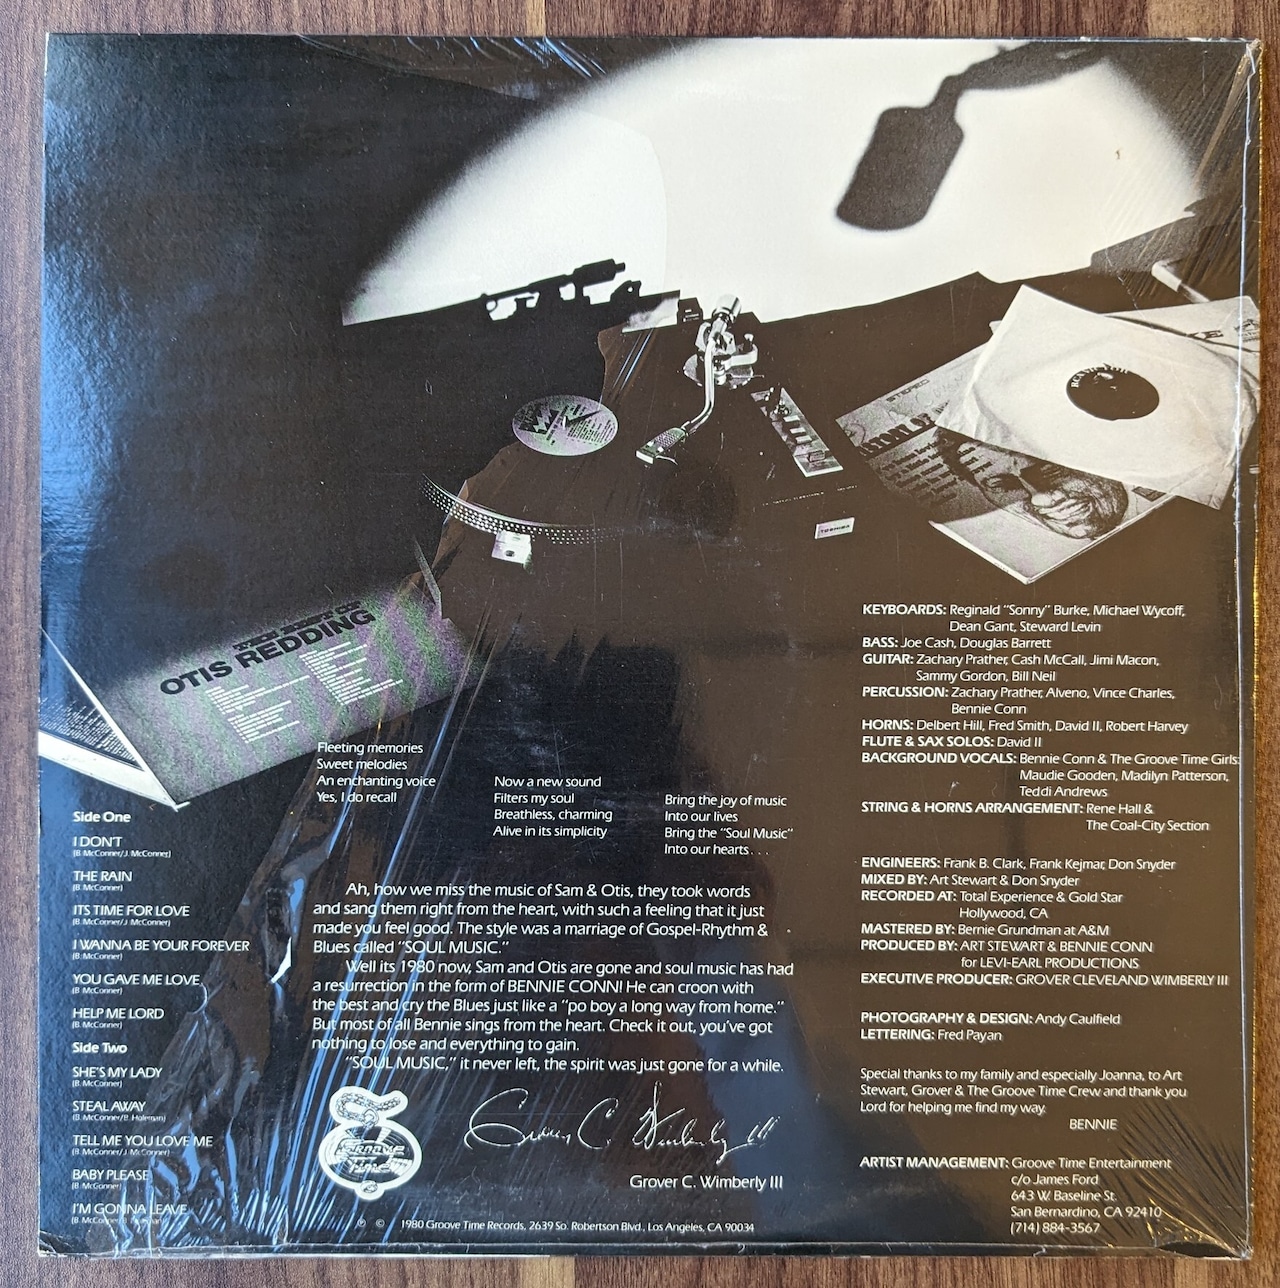 STEREO
HISTORY OF
TOSHIBA
OTIS REDDING
Fleeting memories
Sweet melodies
An enchanting voice
Yes, I do recall
Now a new sound
Filters my soul
Breathless, charming
Alive in its simplicity
Bring the joy of music
Into our lives
Bring the "Soul Music"
Into our hearts . . .
Side One
I DON'T
(B. McConner/J. McConner)
THE RAIN
(B. McConner)
ITS TIME FOR LOVE
(B. McConner/J. McConner)
I WANNA BE YOUR FOREVER
(B. McConner)
YOU GAVE ME LOVE
(B. McConner)
HELP ME LORD
(B. McConner)
Side Two
SHE'S MY LADY
(B. McConner)
STEAL AWAY
(B. McConner/B. Holeman)
TELL ME YOU LOVE ME
(B. McConner/J. McConner)
BABY PLEASE
(B. McConner)
I'M GONNA LEAVE
Ah, how we miss the music of Sam & Otis, they took words
and sang them right from the heart, with such a feeling that it just
made you feel good. The style was a marriage of Gospel-Rhythm &
Blues called "SOUL MUSIC."
Well its 1980 now, Sam and Otis are gone and soul music has had
a resurrection in the form of BENNIE CONN! He can croon with
the best and cry the Blues just like a "po boy a long way from home."
But most of all Bennie sings from the heart. Check it out, you've got
nothing to lose and everything to gain.
"SOUL MUSIC," it never left, the spirit was just gone for a while.
Groove
Time
Grover C. Wimberly III
Grover C. Wimberly III
℗ © 1980 Groove Time Records, 2639 So. Robertson Blvd., Los Angeles, CA 90034
KEYBOARDS: Reginald "Sonny" Burke, Michael Wycoff,
Dean Gant, Steward Levin
BASS: Joe Cash, Douglas Barrett
GUITAR: Zachary Prather, Cash McCall, Jimi Macon,
Sammy Gordon, Bill Neil
PERCUSSION: Zachary Prather, Alveno, Vince Charles,
Bennie Conn
HORNS: Delbert Hill, Fred Smith, David II, Robert Harvey
FLUTE & SAX SOLOS: David II
BACKGROUND VOCALS: Bennie Conn & The Groove Time Girls:
Maudie Gooden, Madilyn Patterson,
Teddi Andrews
STRING & HORNS ARRANGEMENT: Rene Hall &
The Coal-City Section
ENGINEERS: Frank B. Clark, Frank Kejmar, Don Snyder
MIXED BY: Art Stewart & Don Snyder
RECORDED AT: Total Experience & Gold Star
Hollywood, CA
MASTERED BY: Bernie Grundman at A&M
PRODUCED BY: ART STEWART & BENNIE CONN
for LEVI-EARL PRODUCTIONS
EXECUTIVE PRODUCER: GROVER CLEVELAND WIMBERLY III
PHOTOGRAPHY & DESIGN: Andy Caulfield
LETTERING: Fred Payan
Special thanks to my family and especially Joanna, to Art
Stewart, Grover & The Groove Time Crew and thank you
Lord for helping me find my way.
BENNIE
ARTIST MANAGEMENT: Groove Time Entertainment
c/o James Ford
643 W. Baseline St.
San Bernardino, CA 92410
(714) 884-3567